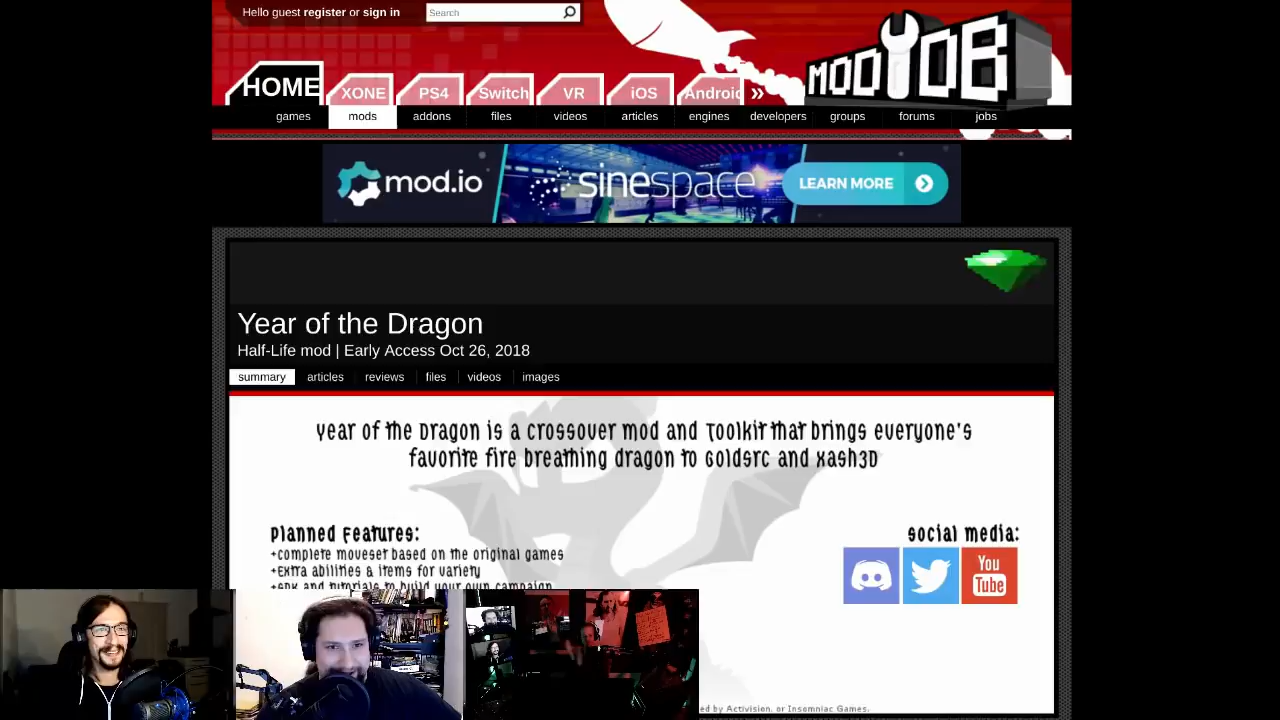 Hello guest register or sign in
Search
MODDB
HOME
XONE
PS4
Switch
VR
iOS
Android
»
games
mods
addons
files
videos
articles
engines
developers
groups
forums
jobs
mod.io
sinespace
LEARN MORE
Year of the Dragon
Half-Life mod | Early Access Oct 26, 2018
summary
articles
reviews
files
videos
images
Year of the Dragon is a crossover mod and Toolkit that brings everyone's
favorite fire breathing dragon to Goldsrc and Xash3D
Planned Features:
+complete moveset based on the original games
+Extra abilities & items for variety
+SDK and tutorials to build your own campaign
Social Media:
You
Tube
ed by Activision, or Insomniac Games.